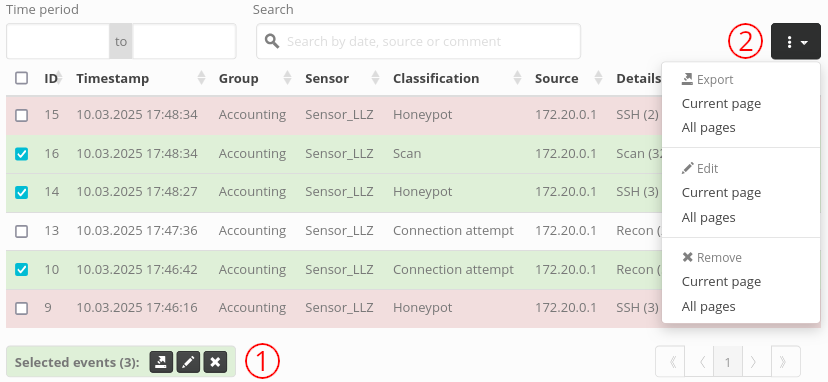 Time period
Search
to
Search by date, source or comment
2
ID Timestamp Group Sensor Classification Source Details
15 10.03.2025 17:48:34 Accounting Sensor_LLZ Honeypot 172.20.0.1 SSH (2)
16 10.03.2025 17:48:34 Accounting Sensor_LLZ Scan 172.20.0.1 Scan (32
14 10.03.2025 17:48:27 Accounting Sensor_LLZ Honeypot 172.20.0.1 SSH (3)
13 10.03.2025 17:47:36 Accounting Sensor_LLZ Connection attempt 172.20.0.1 Recon (
10 10.03.2025 17:46:42 Accounting Sensor_LLZ Connection attempt 172.20.0.1 Recon (
9 10.03.2025 17:46:16 Accounting Sensor_LLZ Honeypot 172.20.0.1 SSH (3)
Export
Current page
All pages
Edit
Current page
All pages
Remove
Current page
All pages
Selected events (3):
1
《 〈 1 〉 》